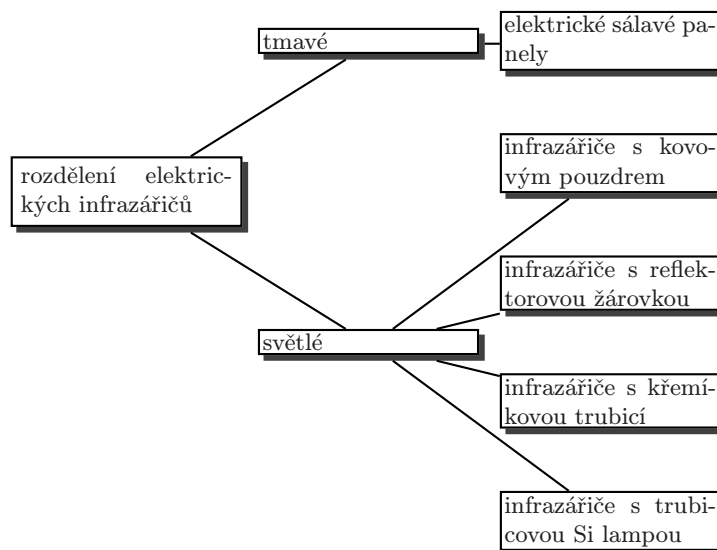 elektrické sálavé pa-
nely
tmavé
infrazářiče s kovo-
vým pouzdrem
rozdělení elektric-
kých infrazářičů
infrazářiče s reflek-
torovou žárovkou
světlé
infrazářiče s křemí-
kovou trubicí
infrazářiče s trubi-
covou Si lampou